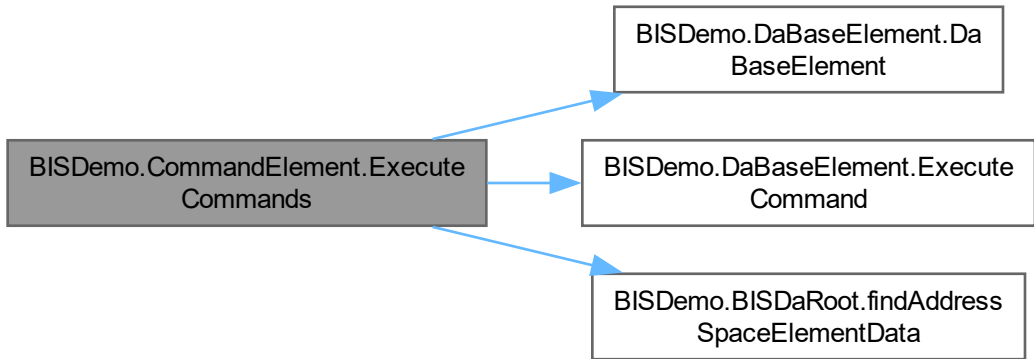 BISDemo.DaBaseElement.Da
BaseElement
BISDemo.CommandElement.Execute
Commands
BISDemo.DaBaseElement.Execute
Command
BISDemo.BISDaRoot.findAddress
SpaceElementData